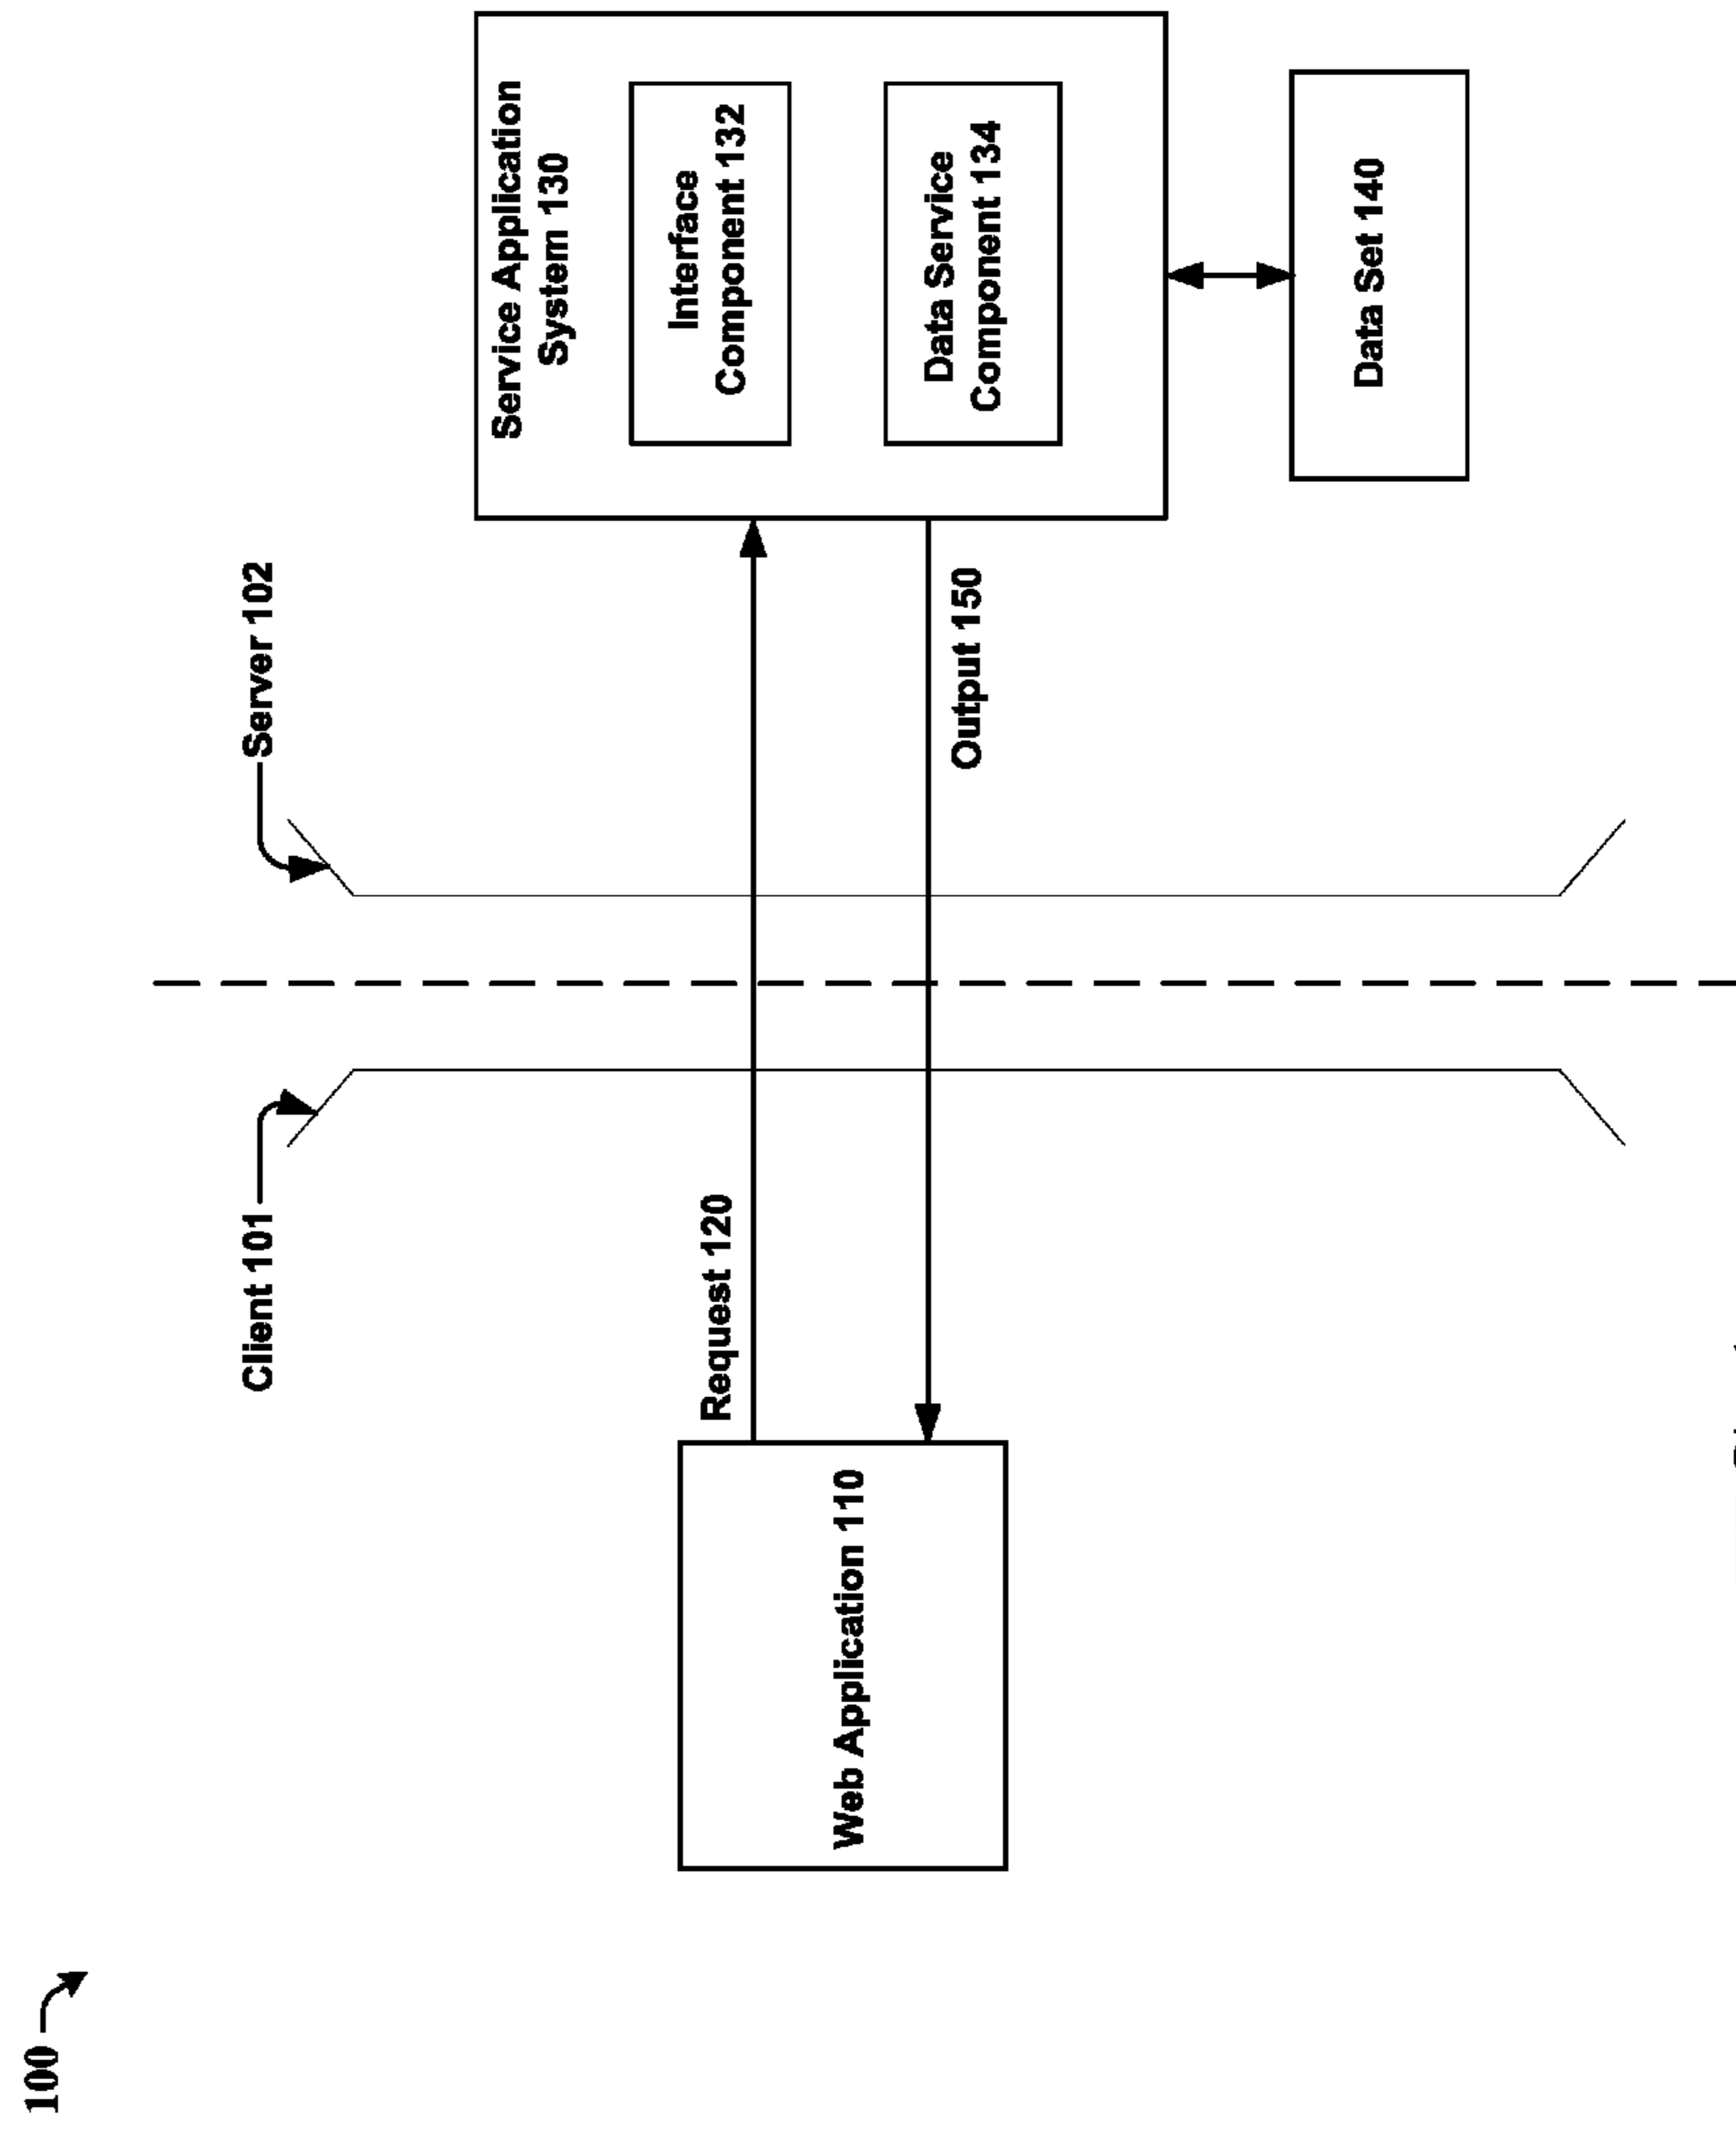 100
Client 101
Server 102
Service Application
System 130
Interface
Component 132
Request 120
Web Application 110
Data Service
Component 134
Output 150
Data Set 140